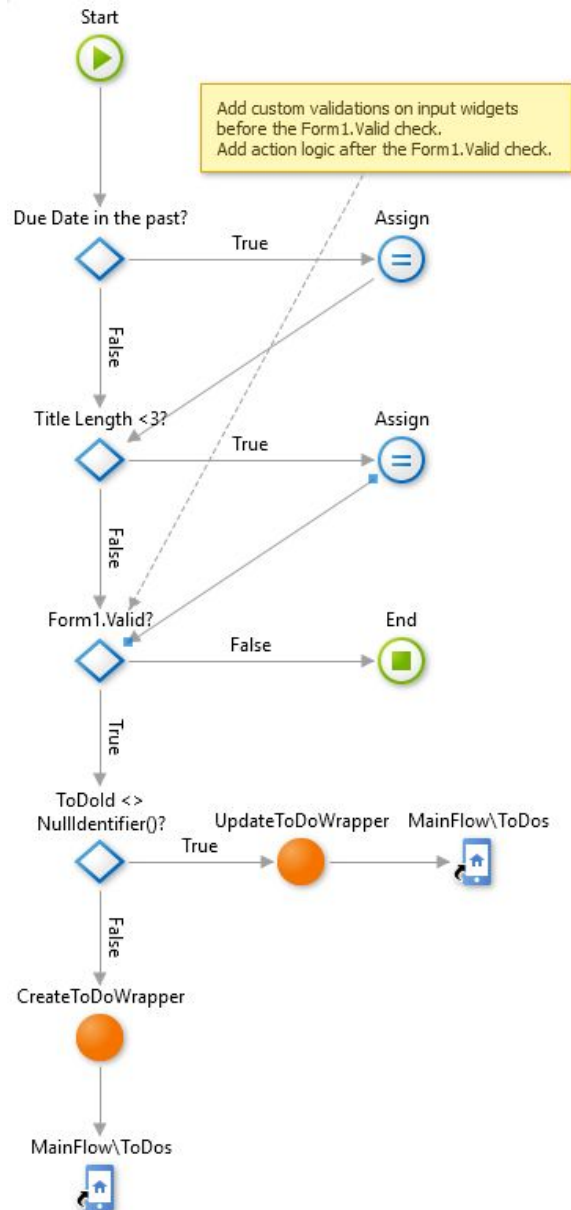 Start
Add custom validations on input widgets
before the Form1.Valid check.
Add action logic after the Form1.Valid check.
Due Date in the past?
True
Assign
False
Title Length <3?
True
Assign
False
Form1.Valid?
False
End
True
ToDoId <>
NullIdentifier()?
True
UpdateToDoWrapper
MainFlow\ToDos
False
CreateToDoWrapper
MainFlow\ToDos